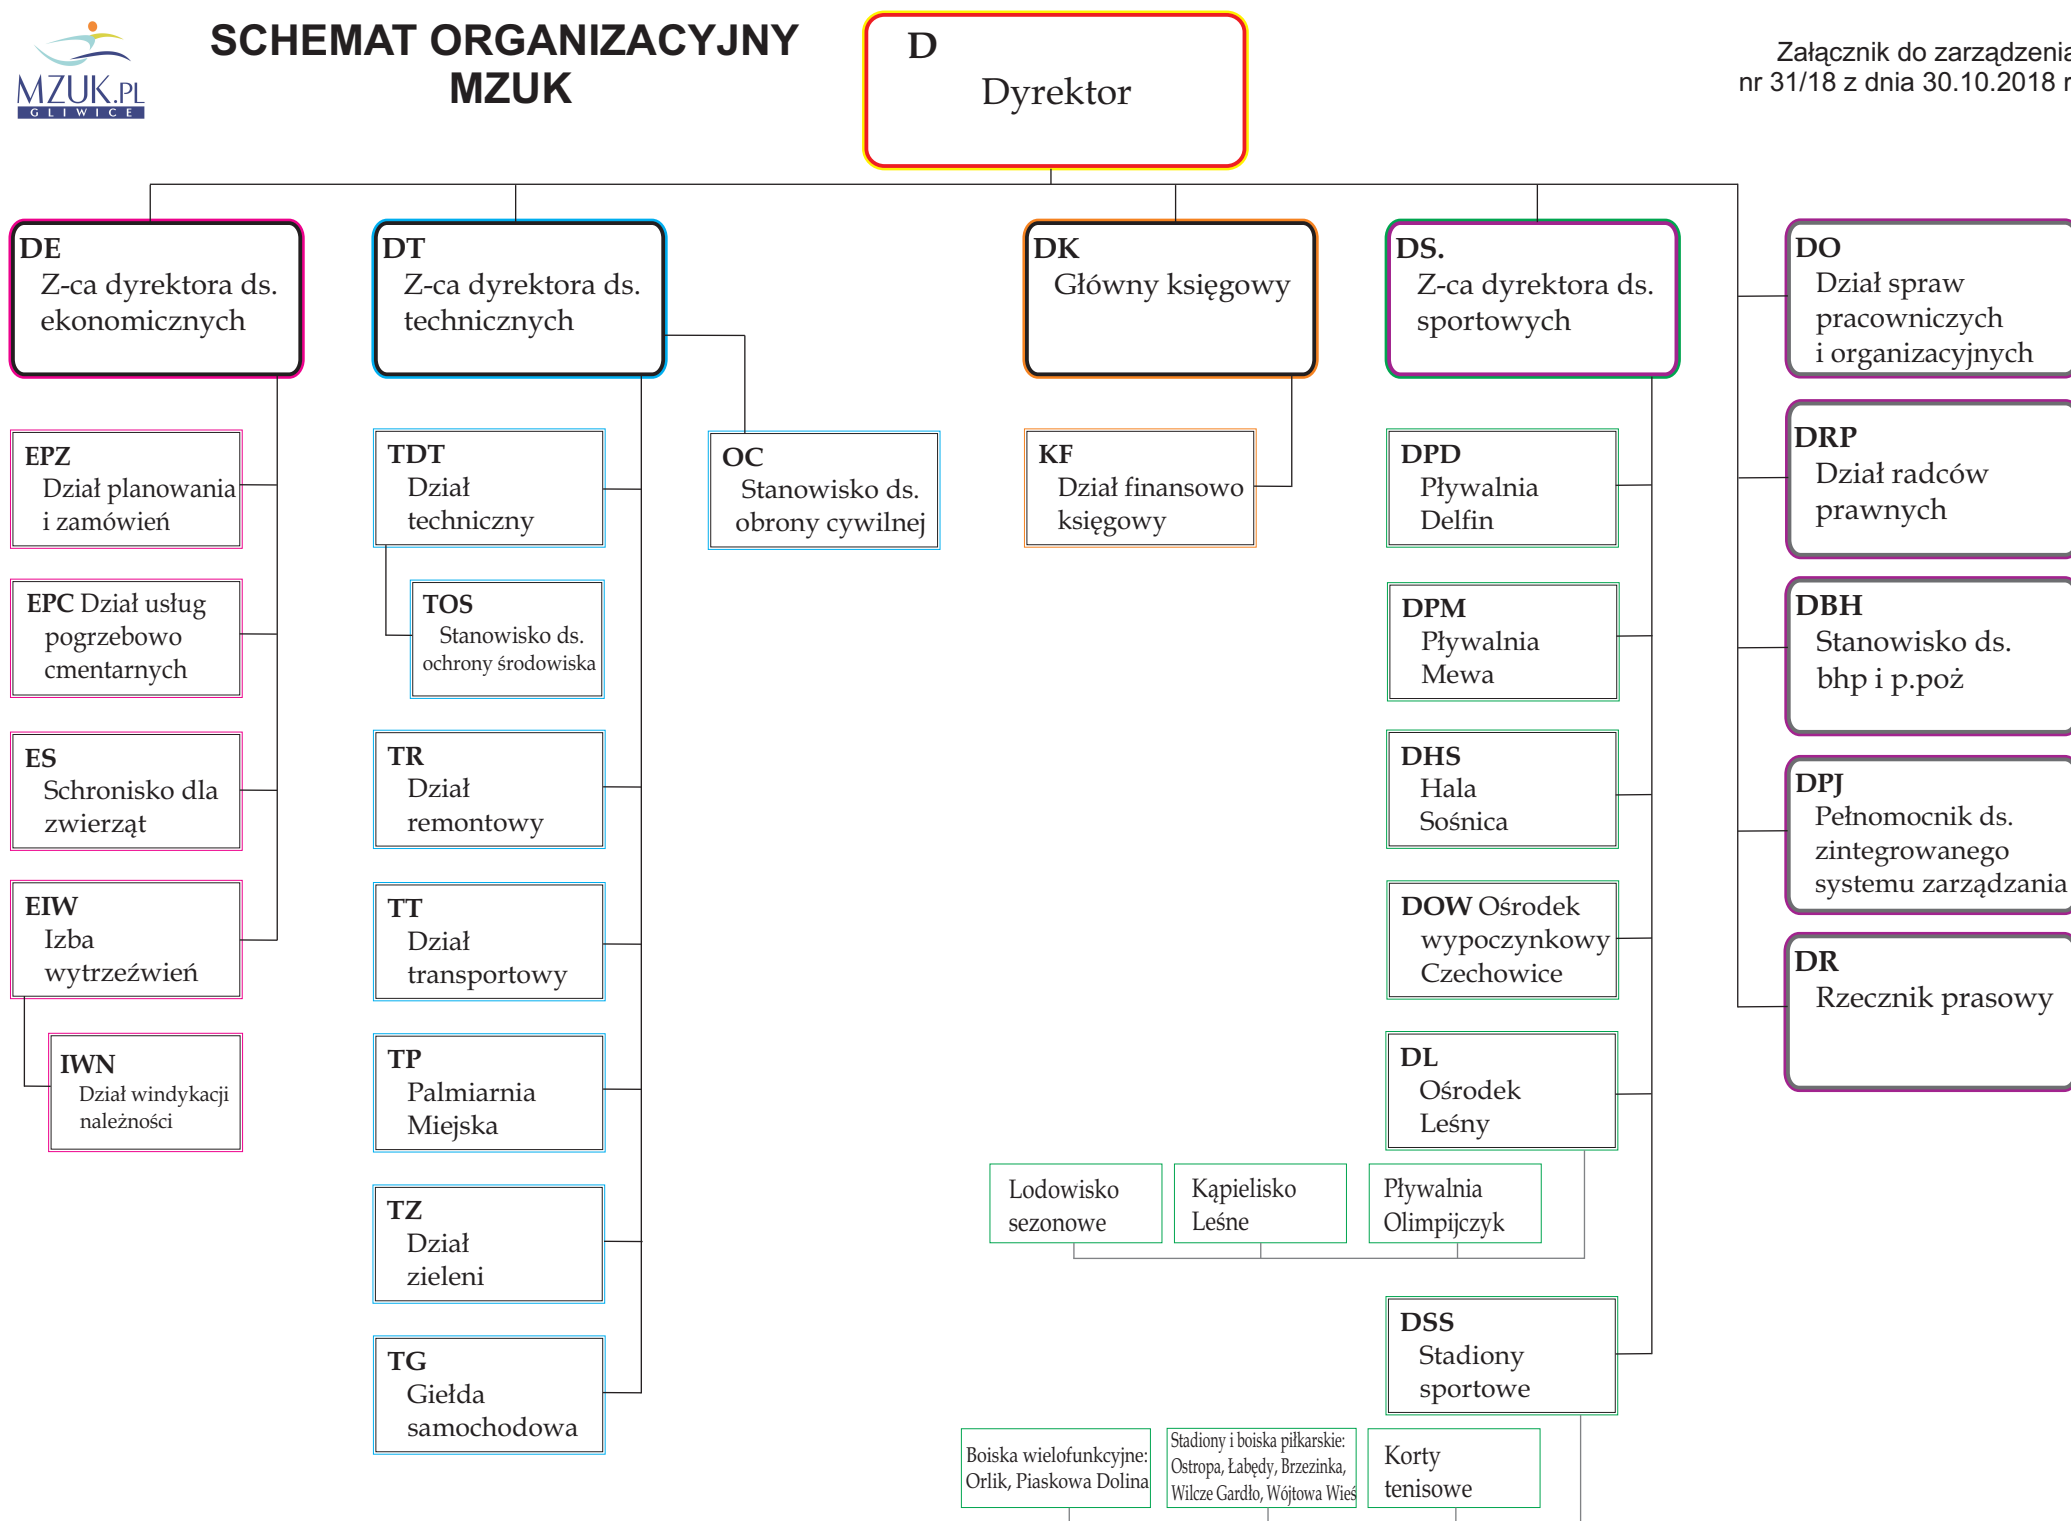 MZUK.PL
GLIWICE
SCHEMAT ORGANIZACYJNY
MZUK
D
Dyrektor
Załącznik do zarządzenia
nr 31/18 z dnia 30.10.2018 r
DE
Z-ca dyrektora ds.
ekonomicznych
DT
Z-ca dyrektora ds.
technicznych
DK
Główny księgowy
DS.
Z-ca dyrektora ds.
sportowych
DO
Dział spraw
pracowniczych
i organizacyjnych
EPZ
Dział planowania
i zamówień
EPC Dział usług
pogrzebowo
cmentarnych
ES
Schronisko dla
zwierząt
EIW
Izba
wytrzeźwień
IWN
Dział windykacji
należności
TDT
Dział
techniczny
TOS
Stanowisko ds.
ochrony środowiska
TR
Dział
remontowy
TT
Dział
transportowy
TP
Palmiarnia
Miejska
TZ
Dział
zieleni
TG
Giełda
samochodowa
OC
Stanowisko ds.
obrony cywilnej
KF
Dział finansowo
księgowy
DPD
Pływalnia
Delfin
DPM
Pływalnia
Mewa
DHS
Hala
Sośnica
DOW Ośrodek
wypoczynkowy
Czechowice
DL
Ośrodek
Leśny
Lodowisko
sezonowe
Kąpielisko
Leśne
Pływalnia
Olimpijczyk
DSS
Stadiony
sportowe
Boiska wielofunkcyjne:
Orlik, Piaskowa Dolina
Stadiony i boiska piłkarskie:
Ostropa, Łabędy, Brzezinka,
Wilcze Gardło, Wójtowa Wieś
Korty
tenisowe
DRP
Dział radców
prawnych
DBH
Stanowisko ds.
bhp i p.poż
DPJ
Pełnomocnik ds.
zintegrowanego
systemu zarządzania
DR
Rzecznik prasowy